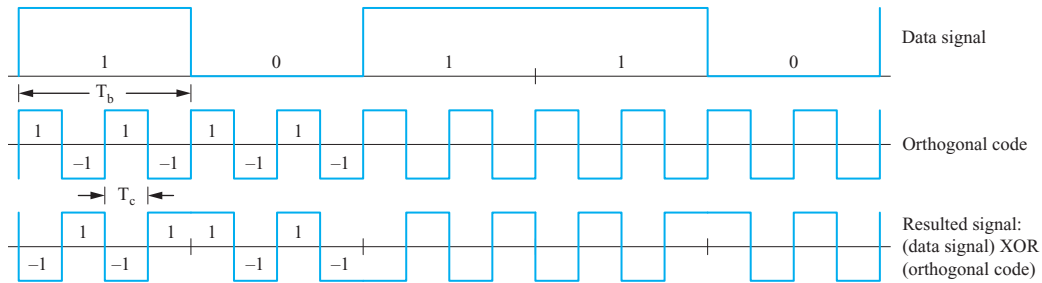 Data signal
1 0 1 1 0
T_b
1 1 1 1
Orthogonal code
–1 –1 –1 –1
T_c
Resulted signal:
1 1 1 1
(data signal) XOR
–1 –1 –1 –1
(orthogonal code)